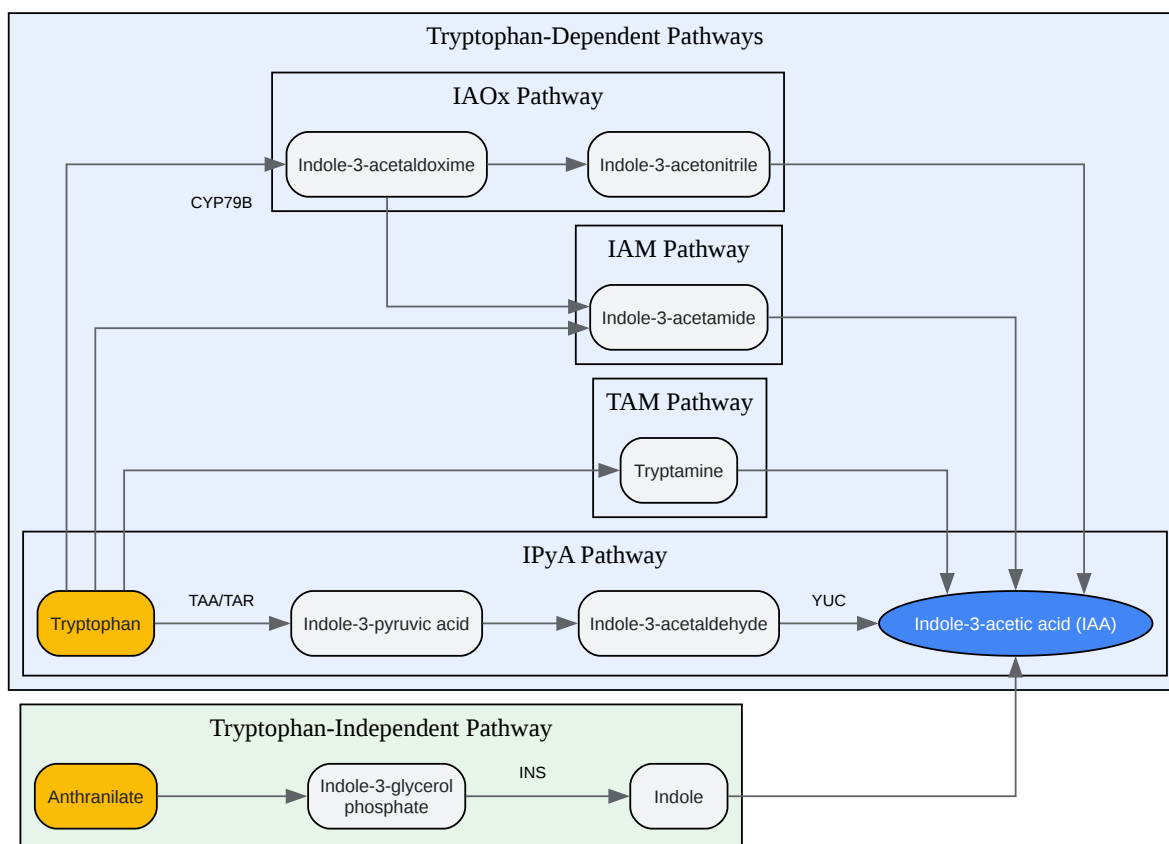 Tryptophan-Dependent Pathways
IAOx Pathway
Indole-3-acetaldoxime
Indole-3-acetonitrile
CYP79B
IAM Pathway
Indole-3-acetamide
TAM Pathway
Tryptamine
IPyA Pathway
Tryptophan
TAA/TAR
Indole-3-pyruvic acid
Indole-3-acetaldehyde
YUC
Indole-3-acetic acid (IAA)
Tryptophan-Independent Pathway
Anthranilate
Indole-3-glycerol
phosphate
INS
Indole